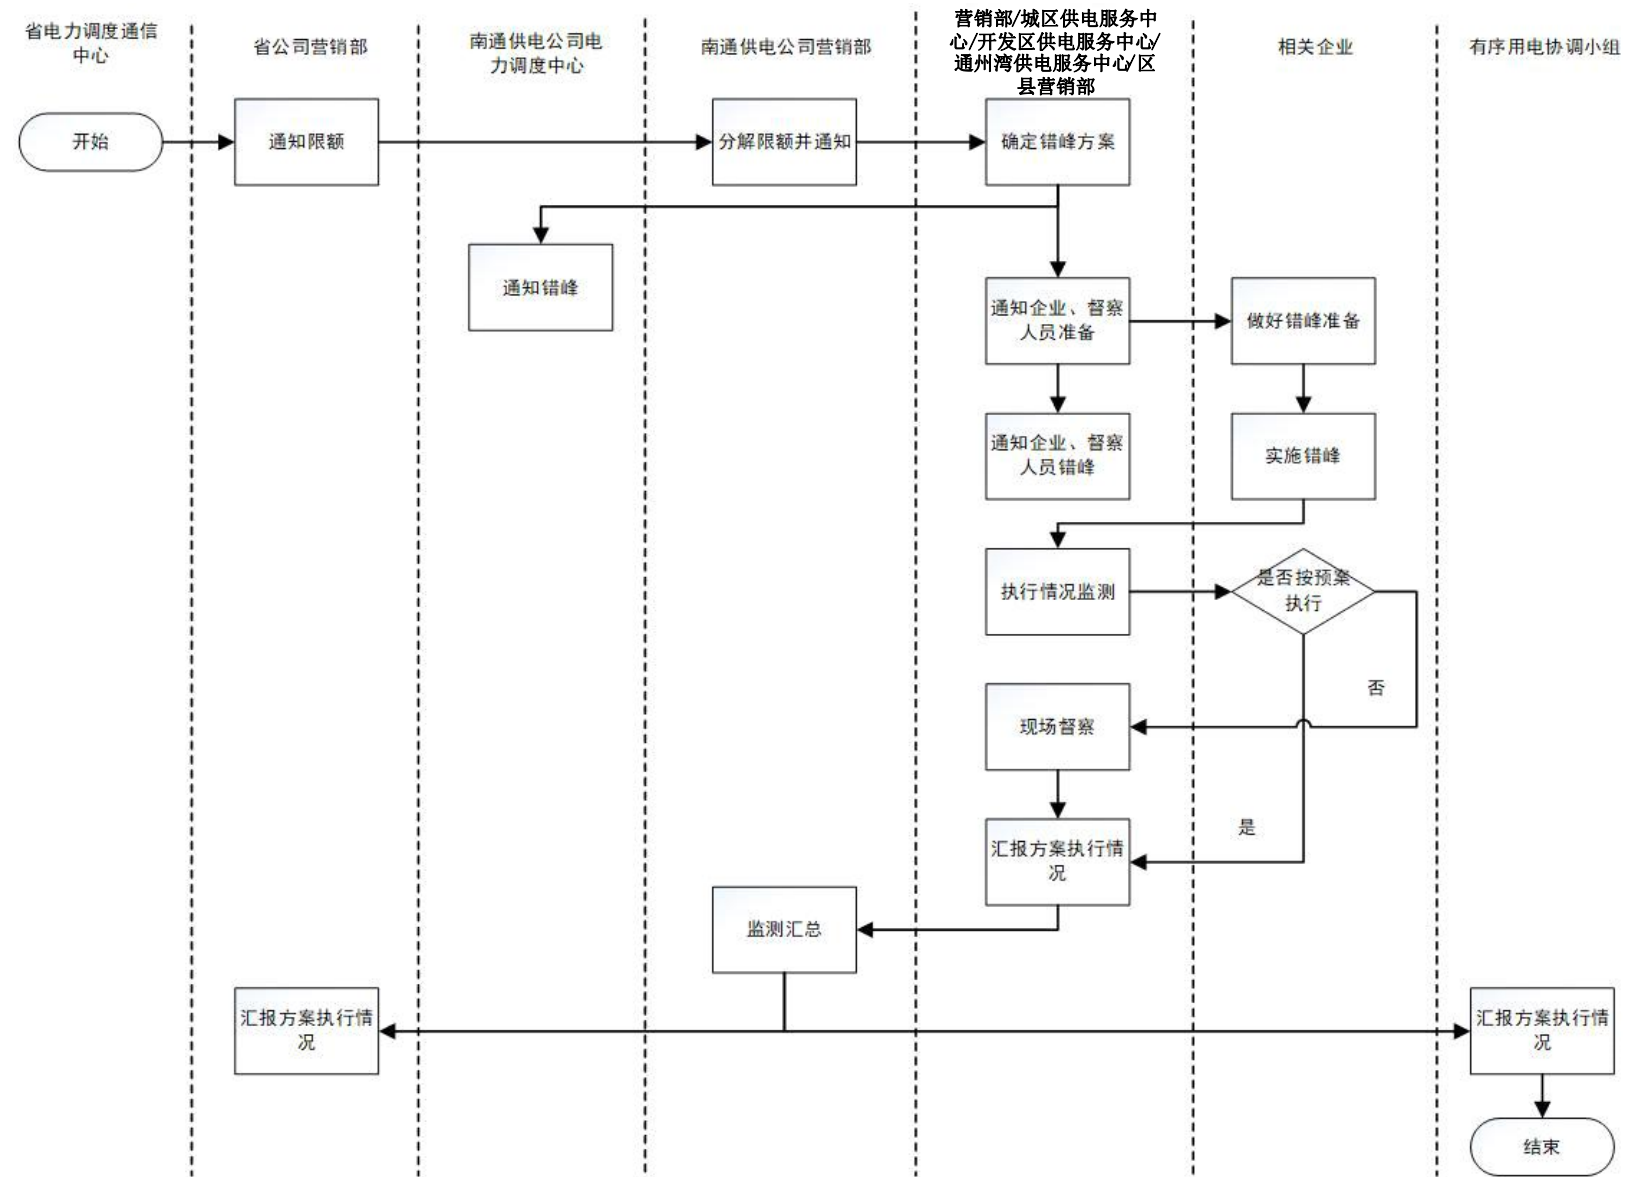 省电力调度通信
中心
省公司营销部
南通供电公司电
力调度中心
南通供电公司营销部
营销部/城区供电服务中
心/开发区供电服务中心/
通州湾供电服务中心/区
县营销部
相关企业
有序用电协调小组
开始
通知限额
分解限额并通知
确定错峰方案
通知错峰
通知企业、督察
人员准备
做好错峰准备
通知企业、督察
人员错峰
实施错峰
执行情况监测
是否按预案
执行
否
现场督察
是
汇报方案执行情
况
监测汇总
汇报方案执行情
况
汇报方案执行情
况
结束